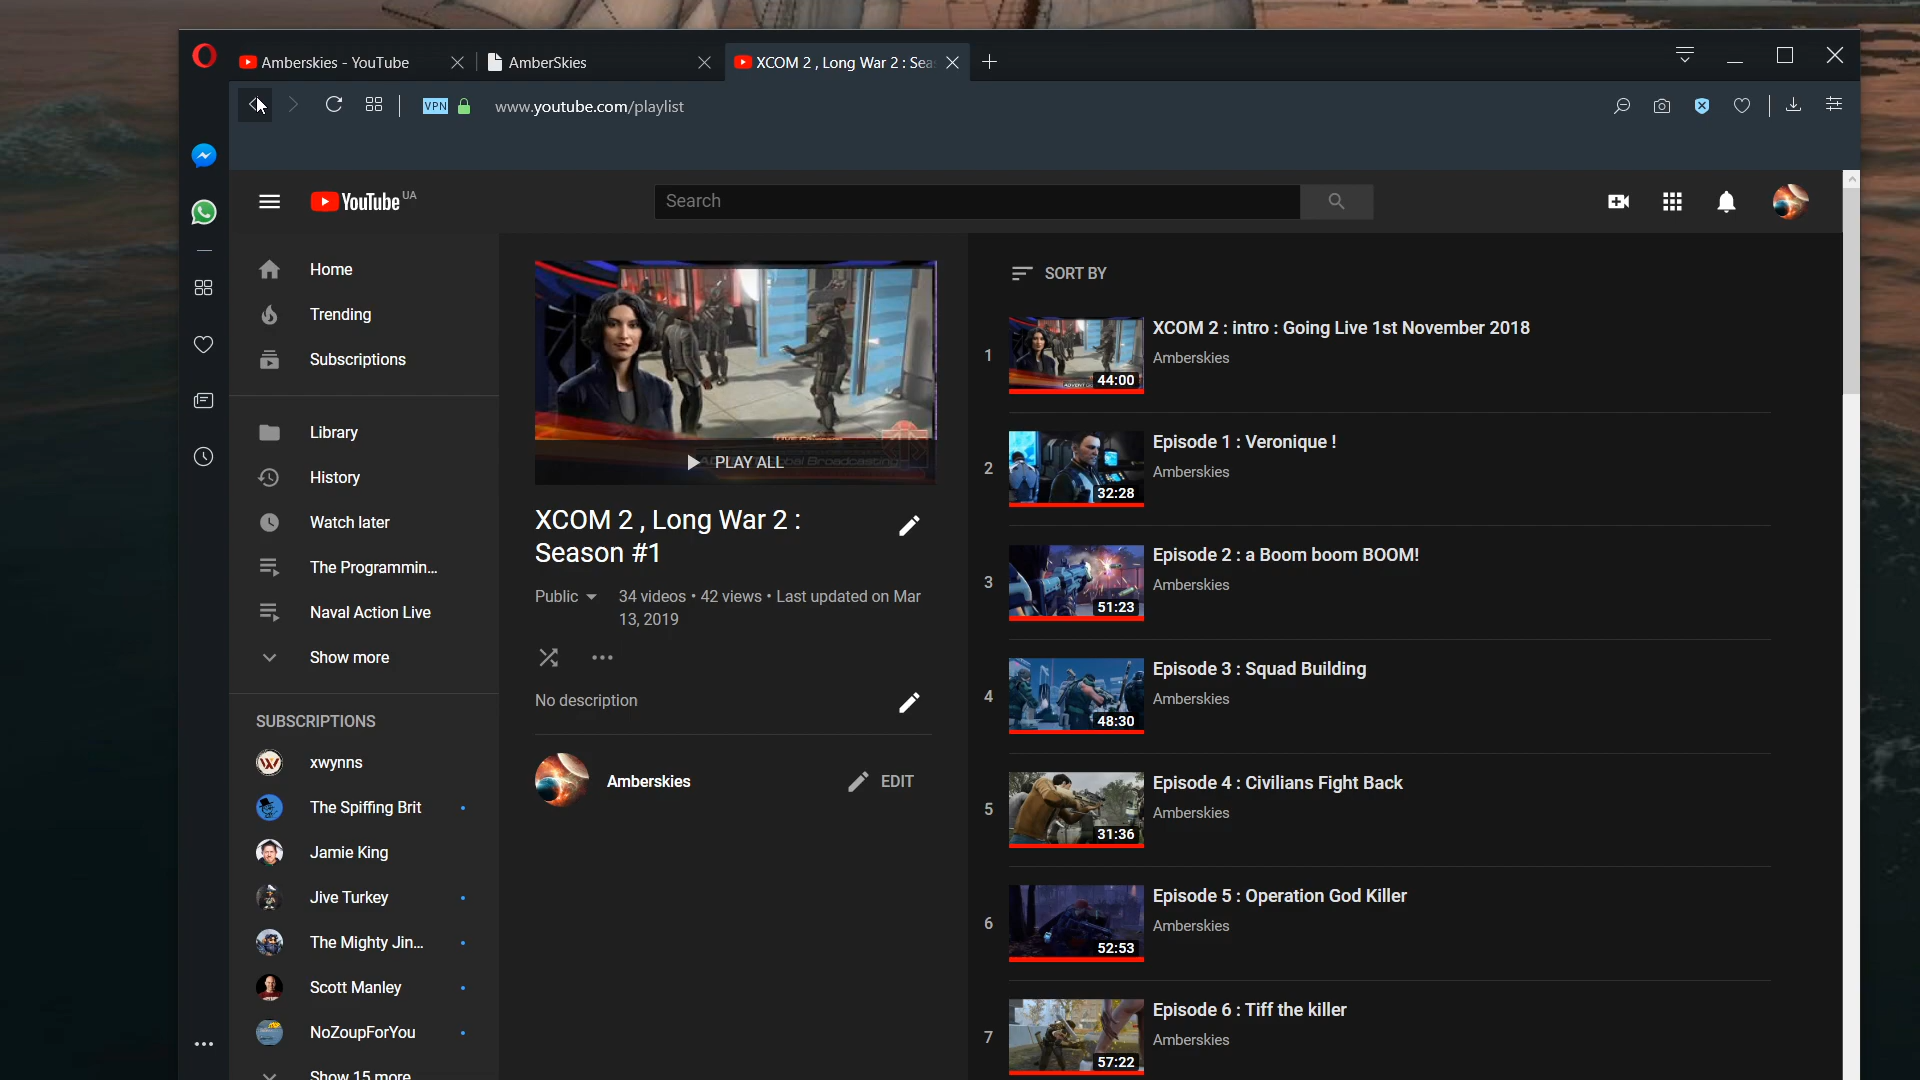 Amberskies - YouTube
AmberSkies
XCOM 2 , Long War 2 : Sea
VPN
www.youtube.com/playlist
YouTube UA
Search
Home
Trending
Subscriptions
Library
History
Watch later
The Programmin...
Naval Action Live
Show more
SUBSCRIPTIONS
xwynns
The Spiffing Brit
Jamie King
Jive Turkey
The Mighty Jin...
Scott Manley
NoZoupForYou
Show 15 more
PLAY ALL
XCOM 2 , Long War 2 :
Season #1
Public
34 videos • 42 views • Last updated on Mar
13, 2019
No description
Amberskies
EDIT
SORT BY
1
44:00
XCOM 2 : intro : Going Live 1st November 2018
Amberskies
2
32:28
Episode 1 : Veronique !
Amberskies
3
51:23
Episode 2 : a Boom boom BOOM!
Amberskies
4
48:30
Episode 3 : Squad Building
Amberskies
5
31:36
Episode 4 : Civilians Fight Back
Amberskies
6
52:53
Episode 5 : Operation God Killer
Amberskies
7
57:22
Episode 6 : Tiff the killer
Amberskies